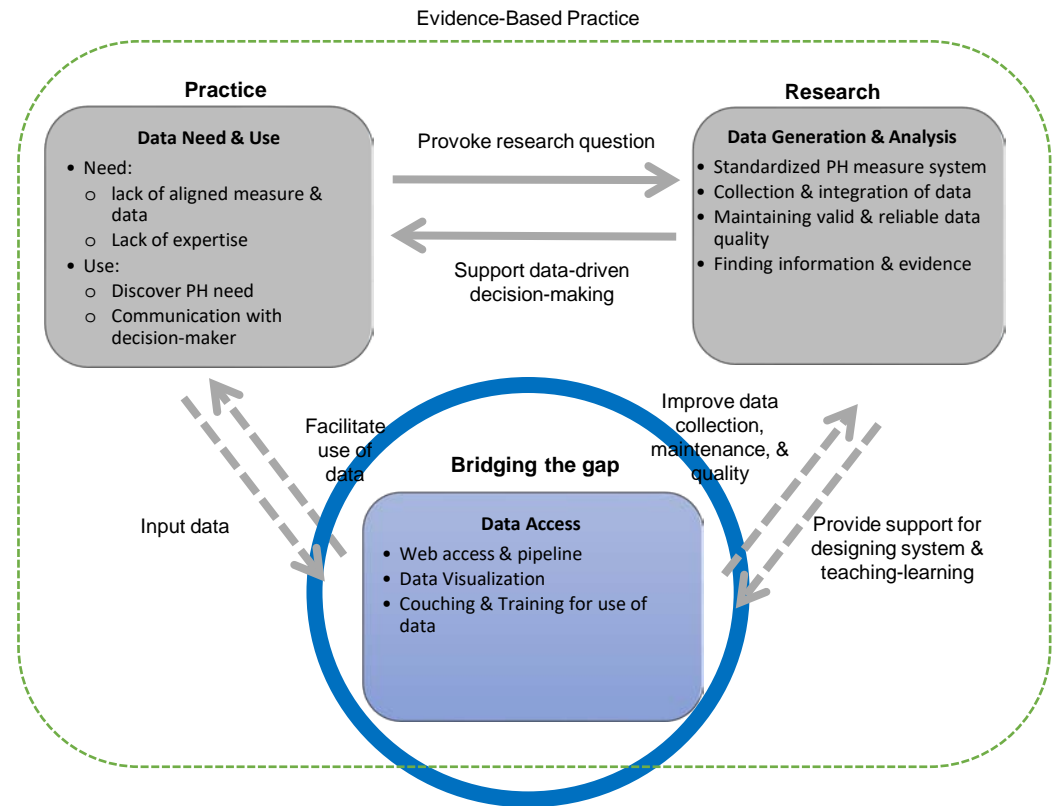 Evidence-Based Practice
Practice
Data Need & Use
• Need:
o lack of aligned measure &
data
o Lack of expertise
• Use:
o Discover PH need
o Communication with
decision-maker
Provoke research question
Support data-driven
decision-making
Research
Data Generation & Analysis
• Standardized PH measure system
• Collection & integration of data
• Maintaining valid & reliable data
quality
• Finding information & evidence
Facilitate
use of
data
Input data
Improve data
collection,
maintenance, &
quality
Provide support for
designing system &
teaching-learning
Bridging the gap
Data Access
• Web access & pipeline
• Data Visualization
• Couching & Training for use of
data